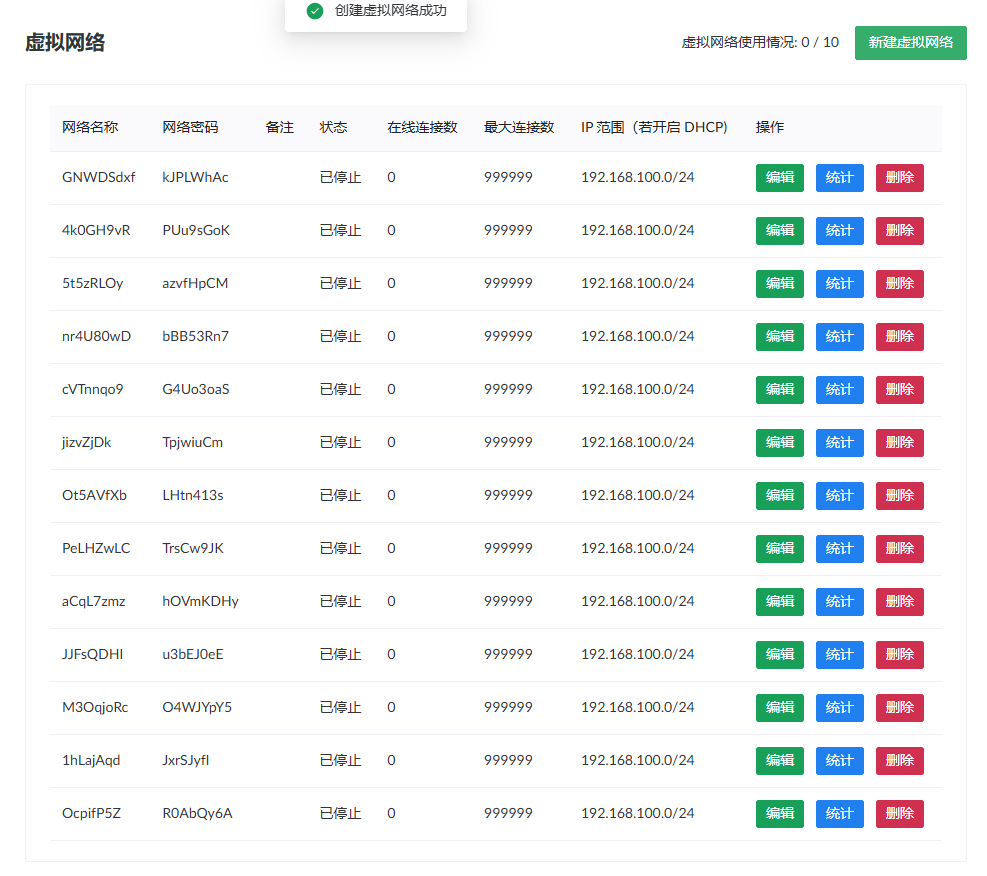 创建虚拟网络成功
虚拟网络 虚拟网络使用情况: 0 / 10 新建虚拟网络
网络名称 网络密码 备注 状态 在线连接数 最大连接数 IP 范围（若开启 DHCP） 操作
GNWDSdxf kJPLWhAc 已停止 0 999999 192.168.100.0/24 编辑 统计 删除
4k0GH9vR PUu9sGoK 已停止 0 999999 192.168.100.0/24 编辑 统计 删除
5t5zRLOy azvfHpCM 已停止 0 999999 192.168.100.0/24 编辑 统计 删除
nr4U80wD bBB53Rn7 已停止 0 999999 192.168.100.0/24 编辑 统计 删除
cVTnnqo9 G4Uo3oaS 已停止 0 999999 192.168.100.0/24 编辑 统计 删除
jizvZjDk TpjwiuCm 已停止 0 999999 192.168.100.0/24 编辑 统计 删除
Ot5AVfXb LHtn413s 已停止 0 999999 192.168.100.0/24 编辑 统计 删除
PeLHZwLC TrsCw9JK 已停止 0 999999 192.168.100.0/24 编辑 统计 删除
aCqL7zmz hOVmKDHy 已停止 0 999999 192.168.100.0/24 编辑 统计 删除
JJFsQDHI u3bEJ0eE 已停止 0 999999 192.168.100.0/24 编辑 统计 删除
M3OqjoRc O4WJYpY5 已停止 0 999999 192.168.100.0/24 编辑 统计 删除
1hLajAqd JxrSJyfI 已停止 0 999999 192.168.100.0/24 编辑 统计 删除
OcpifP5Z R0AbQy6A 已停止 0 999999 192.168.100.0/24 编辑 统计 删除